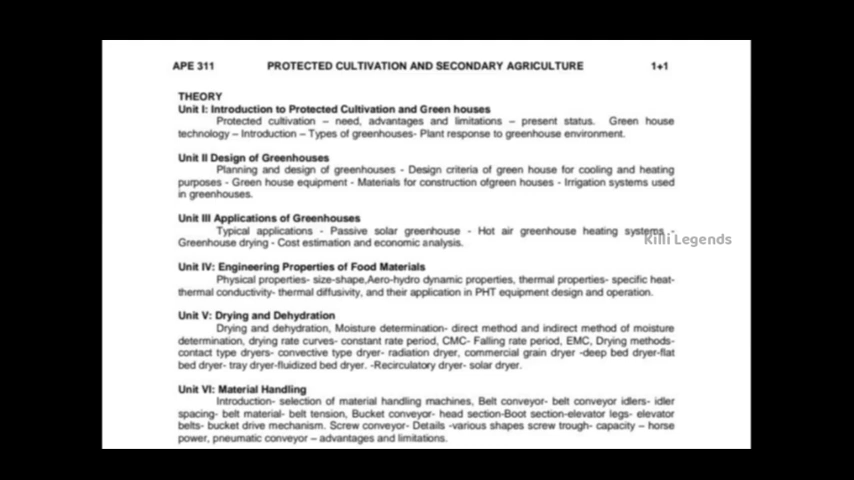 APE 311 PROTECTED CULTIVATION AND SECONDARY AGRICULTURE 1+1
THEORY
Unit I: Introduction to Protected Cultivation and Green houses
Protected cultivation – need, advantages and limitations – present status. Green house
technology – Introduction – Types of greenhouses- Plant response to greenhouse environment.
Unit II Design of Greenhouses
Planning and design of greenhouses - Design criteria of green house for cooling and heating
purposes - Green house equipment - Materials for construction ofgreen houses - Irrigation systems used
in greenhouses.
Unit III Applications of Greenhouses
Typical applications - Passive solar greenhouse - Hot air greenhouse heating systems -
Killi Legends
Greenhouse drying - Cost estimation and economic analysis.
Unit IV: Engineering Properties of Food Materials
Physical properties- size-shape,Aero-hydro dynamic properties, thermal properties- specific heat-
thermal conductivity- thermal diffusivity, and their application in PHT equipment design and operation.
Unit V: Drying and Dehydration
Drying and dehydration, Moisture determination- direct method and indirect method of moisture
determination, drying rate curves- constant rate period, CMC- Falling rate period, EMC, Drying methods-
contact type dryers- convective type dryer- radiation dryer, commercial grain dryer -deep bed dryer-flat
bed dryer- tray dryer-fluidized bed dryer. -Recirculatory dryer- solar dryer.
Unit VI: Material Handling
Introduction- selection of material handling machines, Belt conveyor- belt conveyor idlers- idler
spacing- belt material- belt tension, Bucket conveyor- head section-Boot section-elevator legs- elevator
belts- bucket drive mechanism. Screw conveyor- Details -various shapes screw trough- capacity – horse
power, pneumatic conveyor – advantages and limitations.